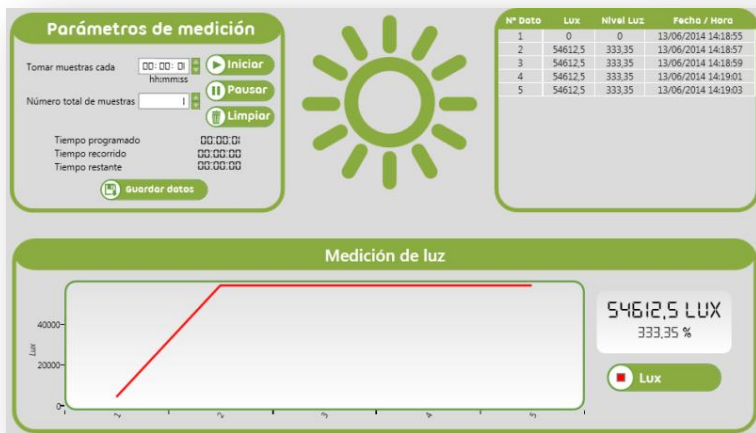 Parámetros de medición
Tomar muestras cada 00:00:01 Iniciar
hh:mm:ss
Pausar
Número total de muestras 1
Limpiar
Tiempo programado 00:00:01
Tiempo recorrido 00:00:00
Tiempo restante 00:00:00
Guardar datos
Nº Dato Lux Nivel Luz Fecha / Hora
1 0 0 13/06/2014 14:18:55
2 54612,5 333,35 13/06/2014 14:18:57
3 54612,5 333,35 13/06/2014 14:18:59
4 54612,5 333,35 13/06/2014 14:19:01
5 54612,5 333,35 13/06/2014 14:19:03
Medición de luz
40000
20000
0
Lux
1 2 3 4 5
54612,5 LUX
333,35 %
Lux